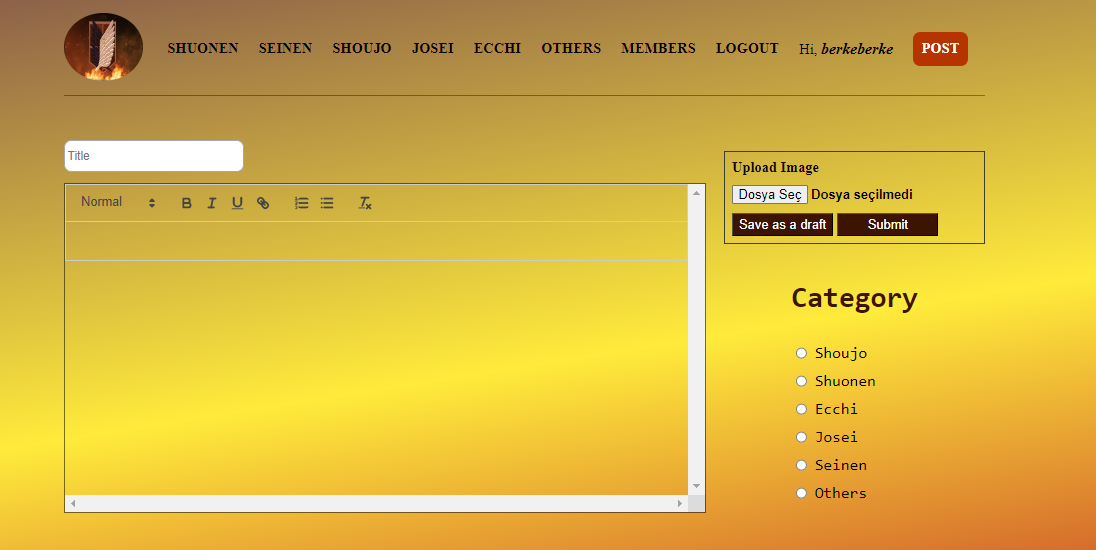 SHUONEN SEINEN SHOUJO JOSEI ECCHI OTHERS MEMBERS LOGOUT Hi, berkeberke POST
Title
Normal
Upload Image
Dosya Seç Dosya seçilmedi
Save as a draft Submit
Category
Shoujo
Shuonen
Ecchi
Josei
Seinen
Others